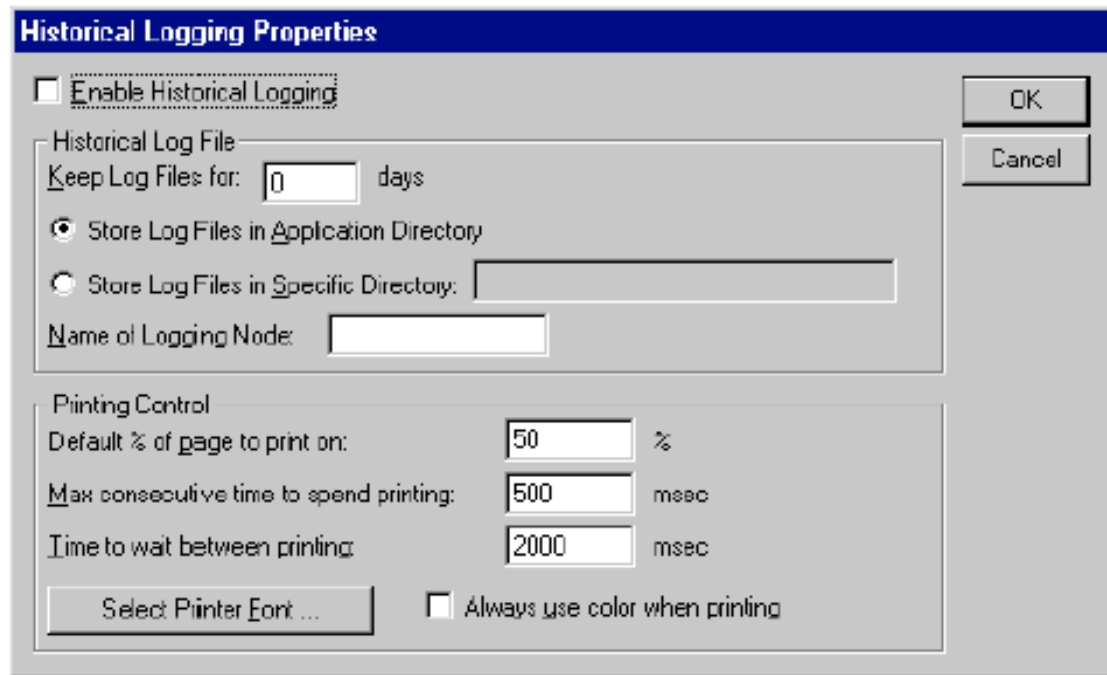 Historical Logging Properties
Enable Historical Logging
OK
Cancel
Historical Log File
Keep Log Files for: 0 days
Store Log Files in Application Directory
Store Log Files in Specific Directory:
Name of Logging Node:
Printing Control
Default % of page to print on: 50 %
Max consecutive time to spend printing: 500 msec
Time to wait between printing: 2000 msec
Select Printer Font ...
Always use color when printing